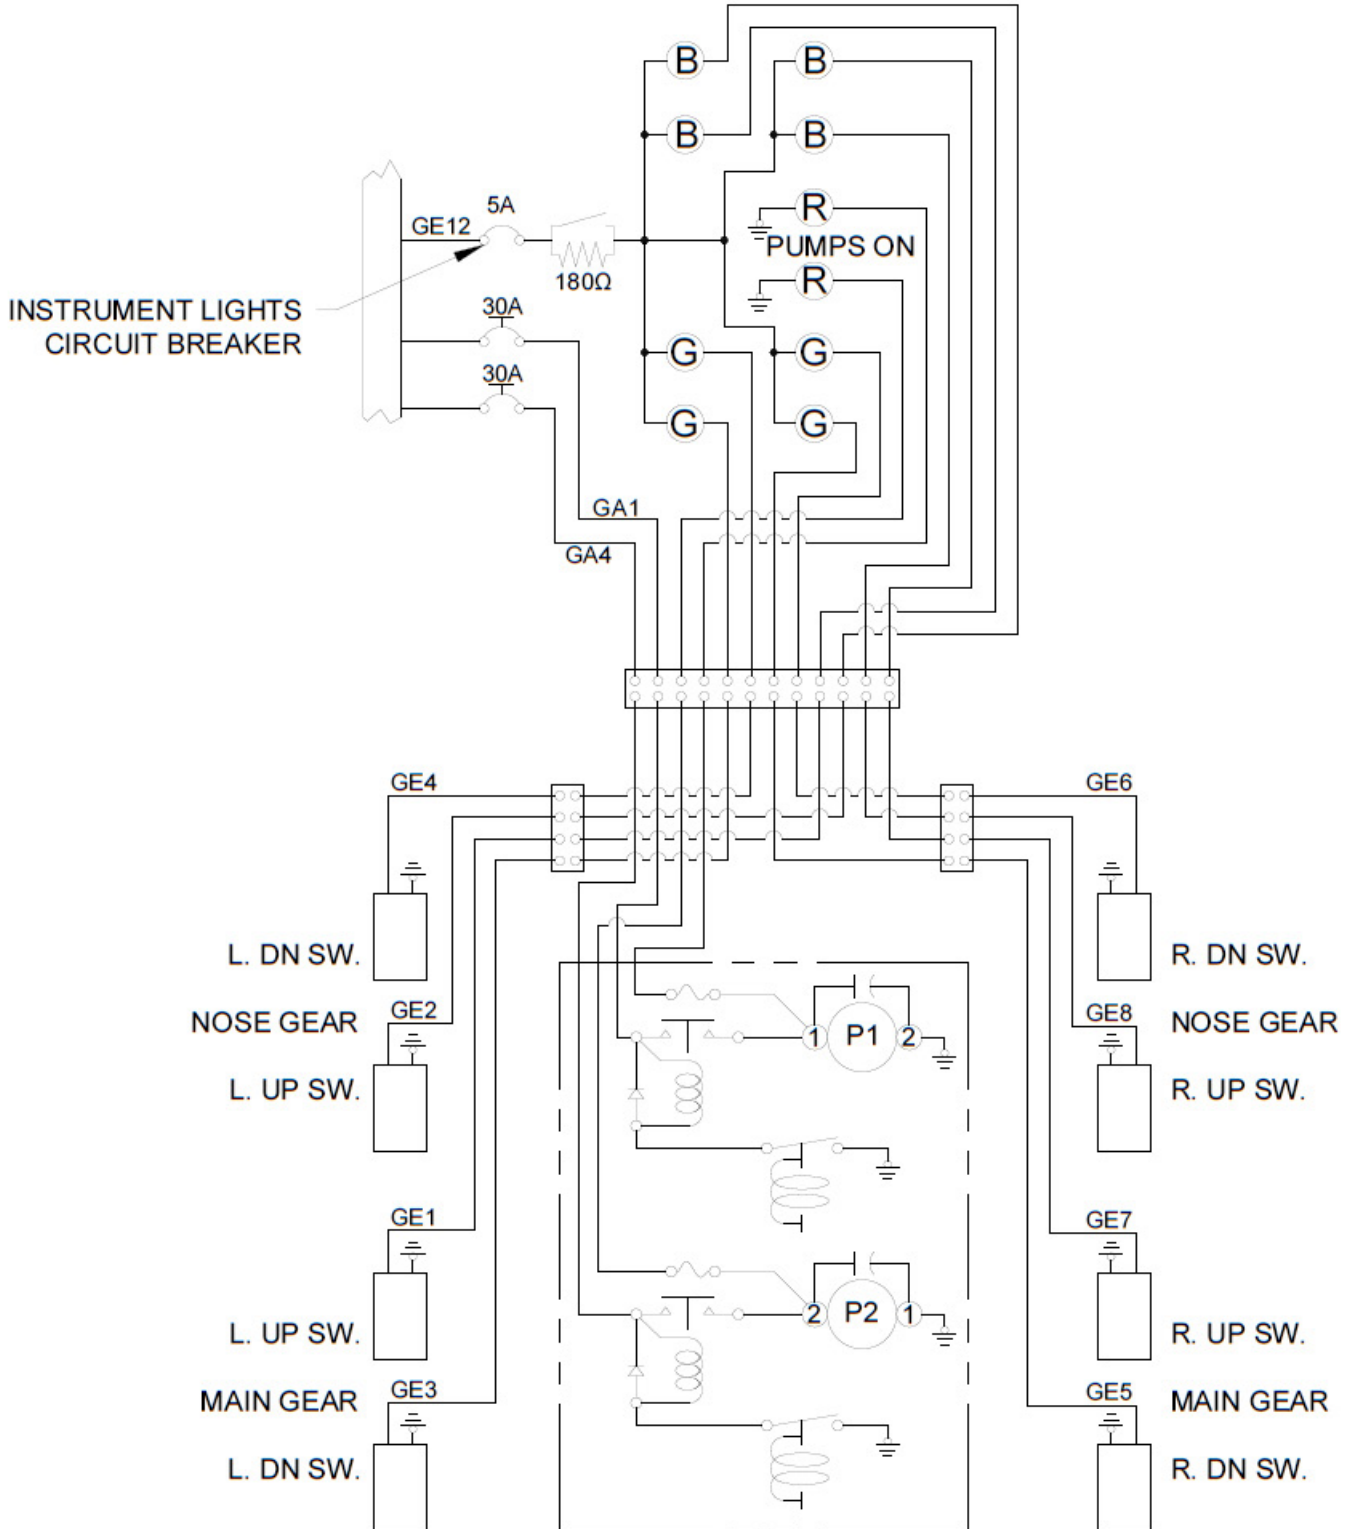 B
B
B
B
5A
GE12
R
PUMPS ON
R
180Ω
INSTRUMENT LIGHTS
CIRCUIT BREAKER
30A
30A
G
G
G
G
GA1
GA4
GE4
GE6
L. DN SW.
R. DN SW.
NOSE GEAR
GE2
GE8
NOSE GEAR
L. UP SW.
R. UP SW.
1
P1
2
GE1
GE7
L. UP SW.
R. UP SW.
2
P2
1
MAIN GEAR
GE3
GE5
MAIN GEAR
L. DN SW.
R. DN SW.